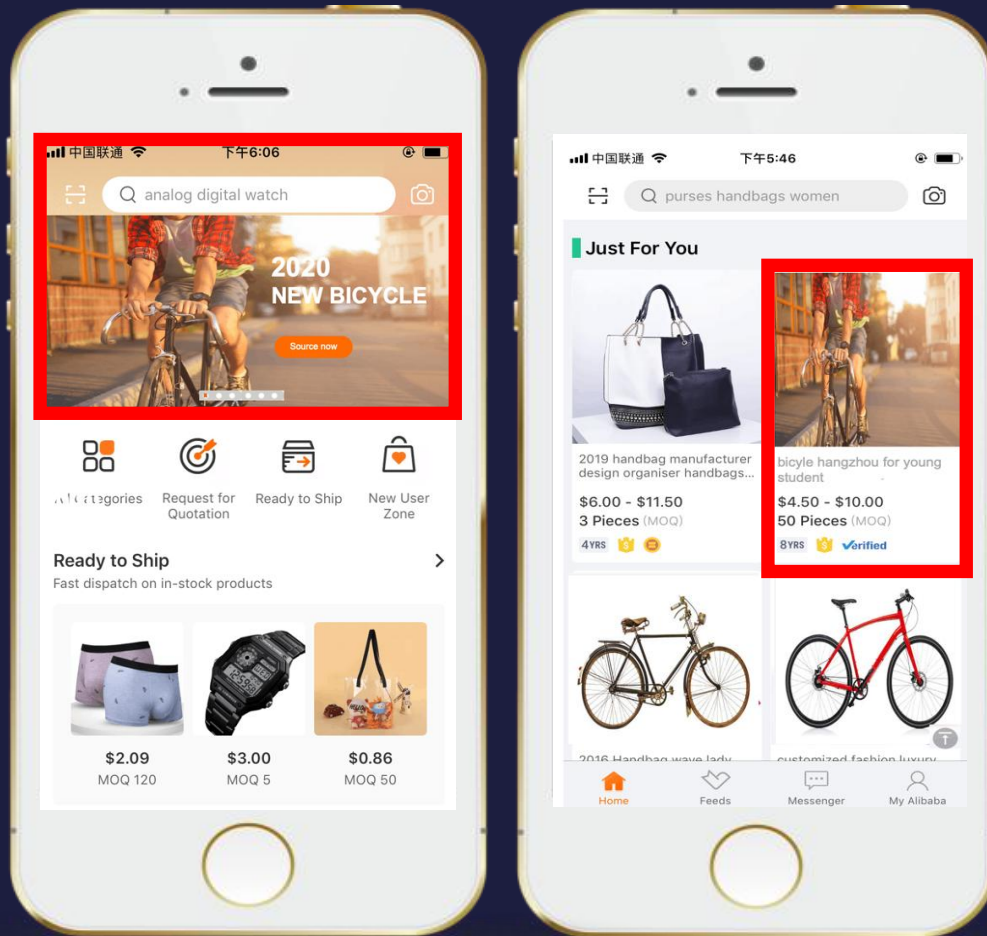 中国联通
下午6:06
analog digital watch
2020
NEW BICYCLE
Source now
Categories
Request for
Quotation
Ready to Ship
New User
Zone
Ready to Ship
Fast dispatch on in-stock products
$2.09
MOQ 120
$3.00
MOQ 5
$0.86
MOQ 50
中国联通
下午5:46
purses handbags women
Just For You
2019 handbag manufacturer
design organiser handbags...
$6.00 - $11.50
3 Pieces (MOQ)
4YRS
bicyle hangzhou for young
student
$4.50 - $10.00
50 Pieces (MOQ)
8YRS
Verified
2016 Handbag wave lady
customized fashion luxury
Home
Feeds
Messenger
My Alibaba